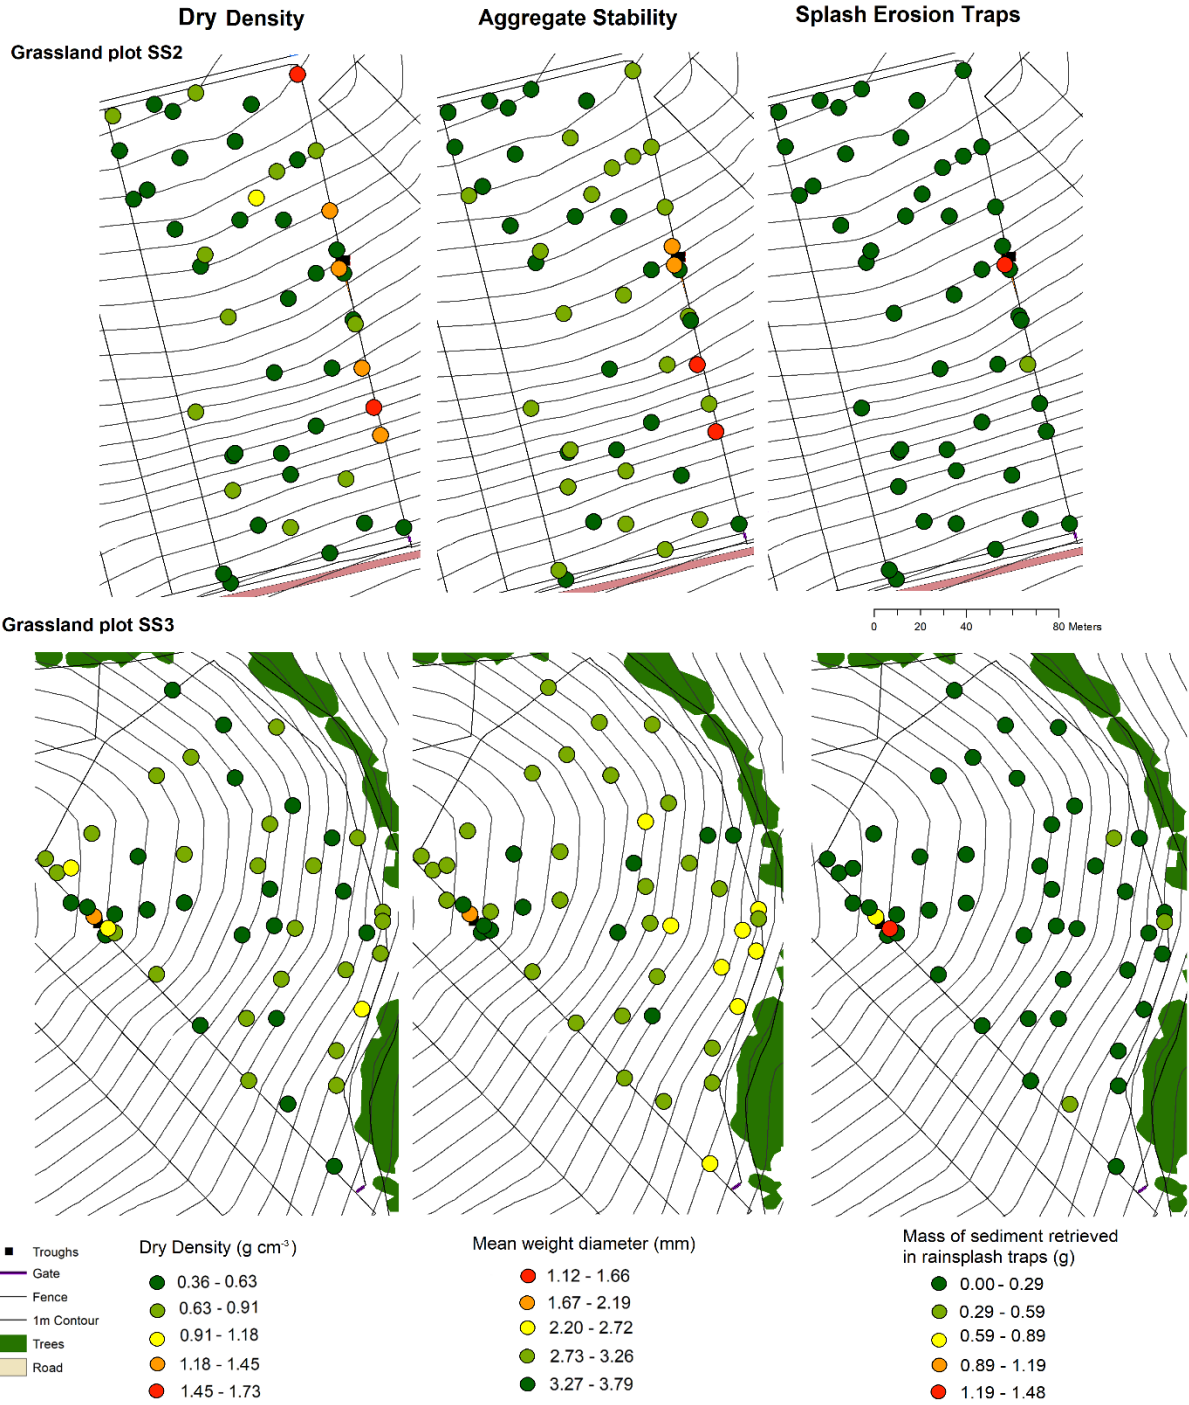 Dry Density
Aggregate Stability
Splash Erosion Traps
Grassland plot SS2
0 20 40 80 Meters
Grassland plot SS3
Troughs
Gate
Fence
1m Contour
Trees
Road
Dry Density (g cm-³)
0.36 - 0.63
0.63 - 0.91
0.91 - 1.18
1.18 - 1.45
1.45 - 1.73
Mean weight diameter (mm)
1.12 - 1.66
1.67 - 2.19
2.20 - 2.72
2.73 - 3.26
3.27 - 3.79
Mass of sediment retrieved
in rainsplash traps (g)
0.00 - 0.29
0.29 - 0.59
0.59 - 0.89
0.89 - 1.19
1.19 - 1.48